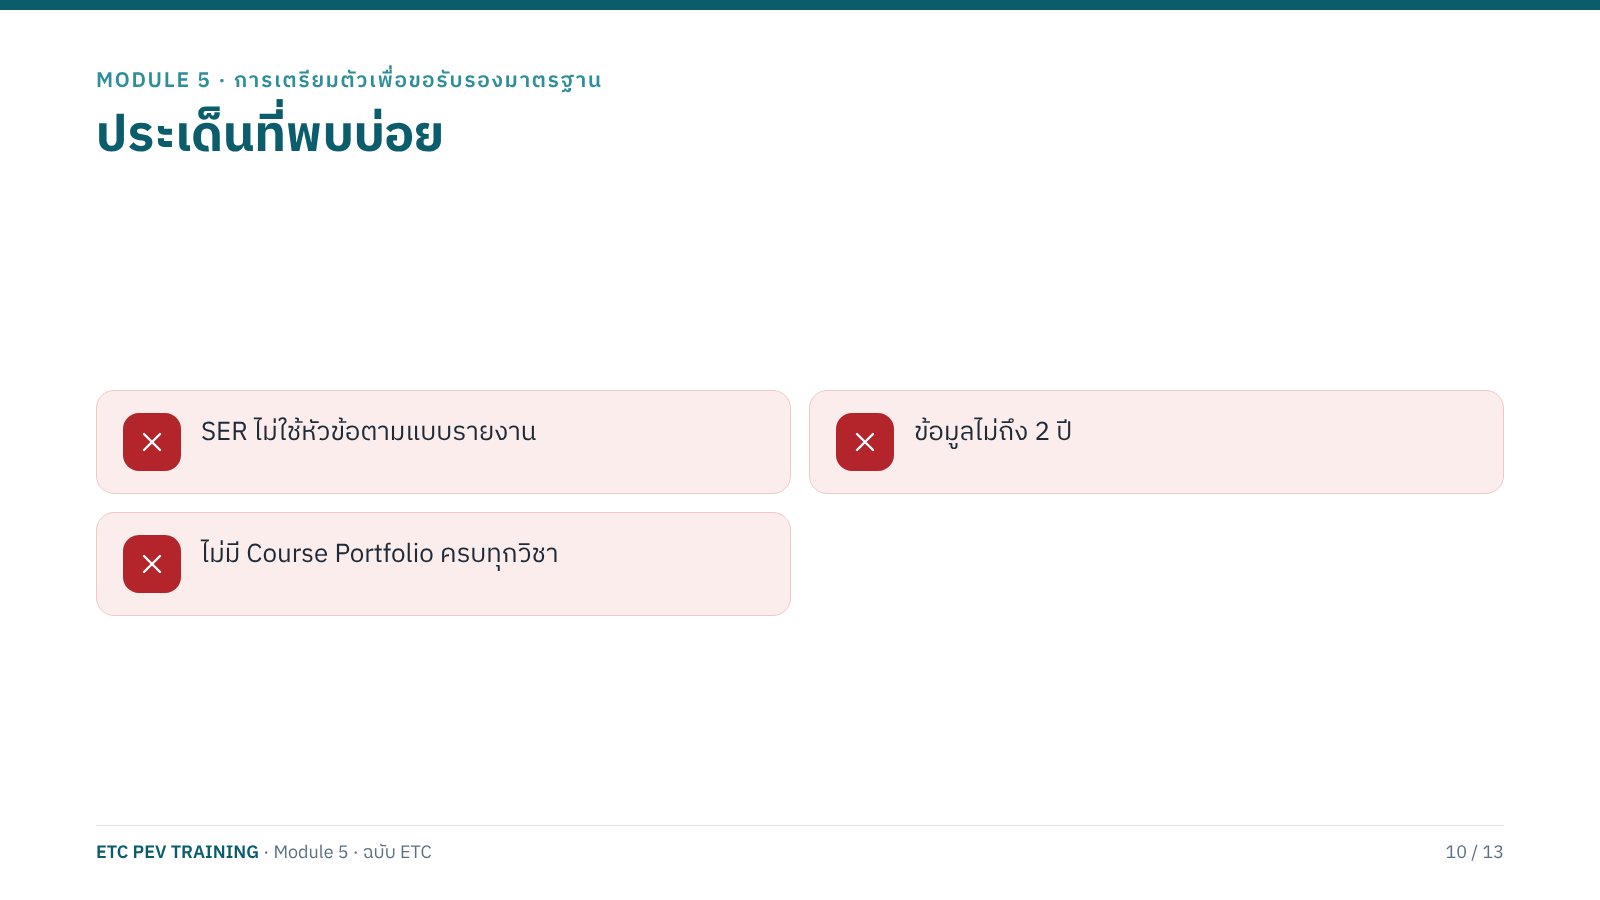 MODULE 5 · การเตรียมตัวเพื่อขอรับรองมาตรฐาน
ประเด็นที่พบบ่อย
SER ไม่ใช้หัวข้อตามแบบรายงาน
ข้อมูลไม่ถึง 2 ปี
ไม่มี Course Portfolio ครบทุกวิชา
ETC PEV TRAINING · Module 5 · ฉบับ ETC
10 / 13